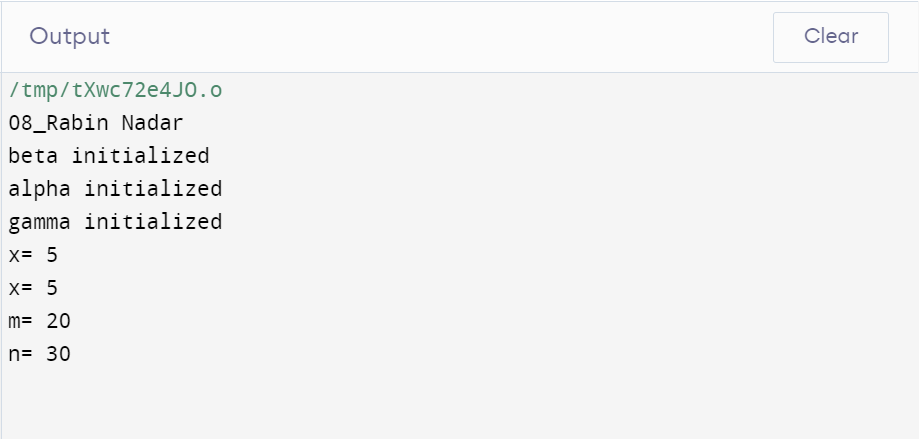 Output
Clear
/tmp/tXwc72e4JO.o
08_Rabin Nadar
beta initialized
alpha initialized
gamma initialized
x= 5
x= 5
m= 20
n= 30